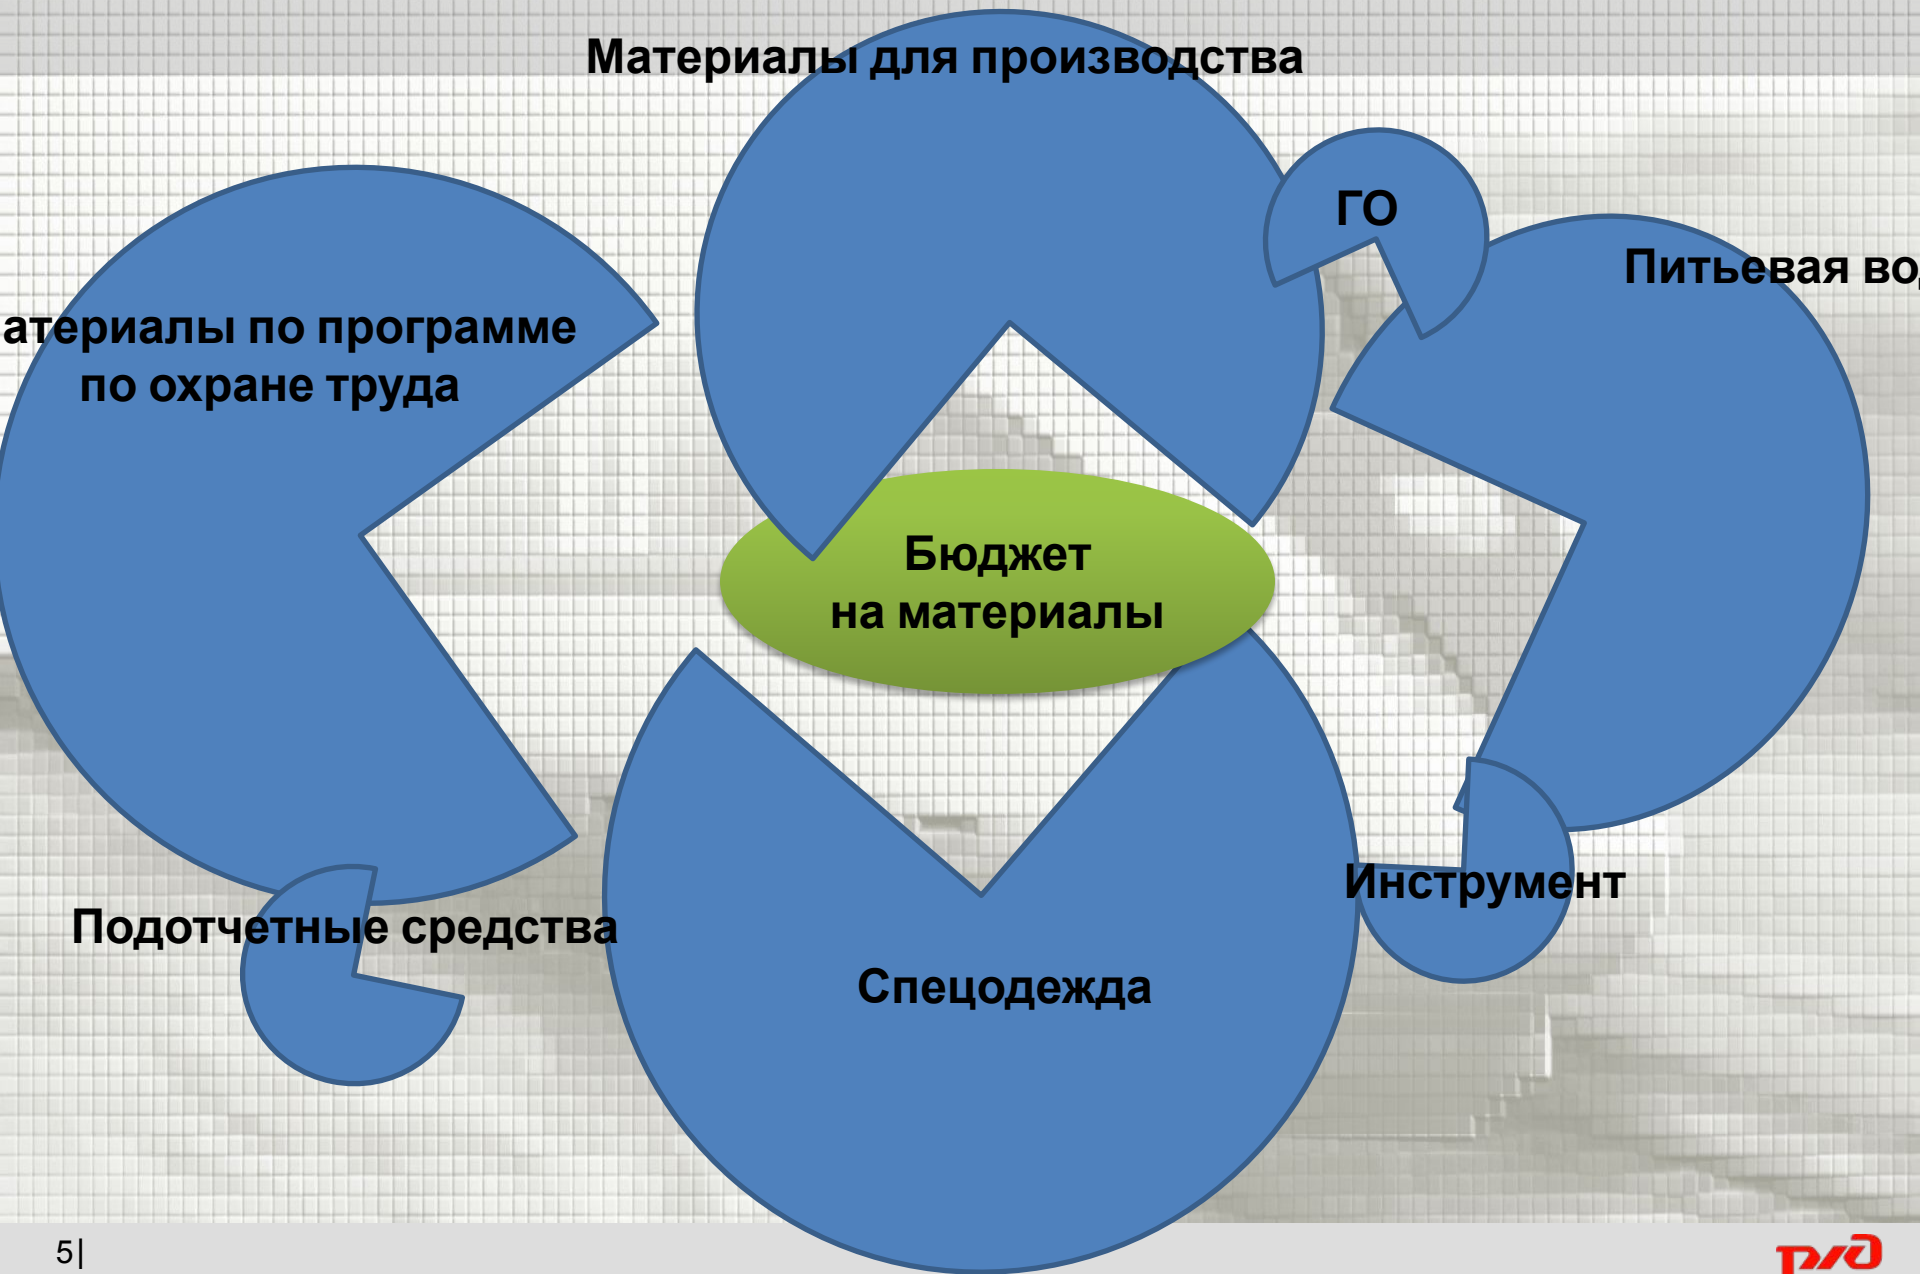 Материалы для производства
ГО
Питьевая во
атериалы по программе
по охране труда
Бюджет
на материалы
Инструмент
Подотчетные средства
Спецодежда
5|
ржд